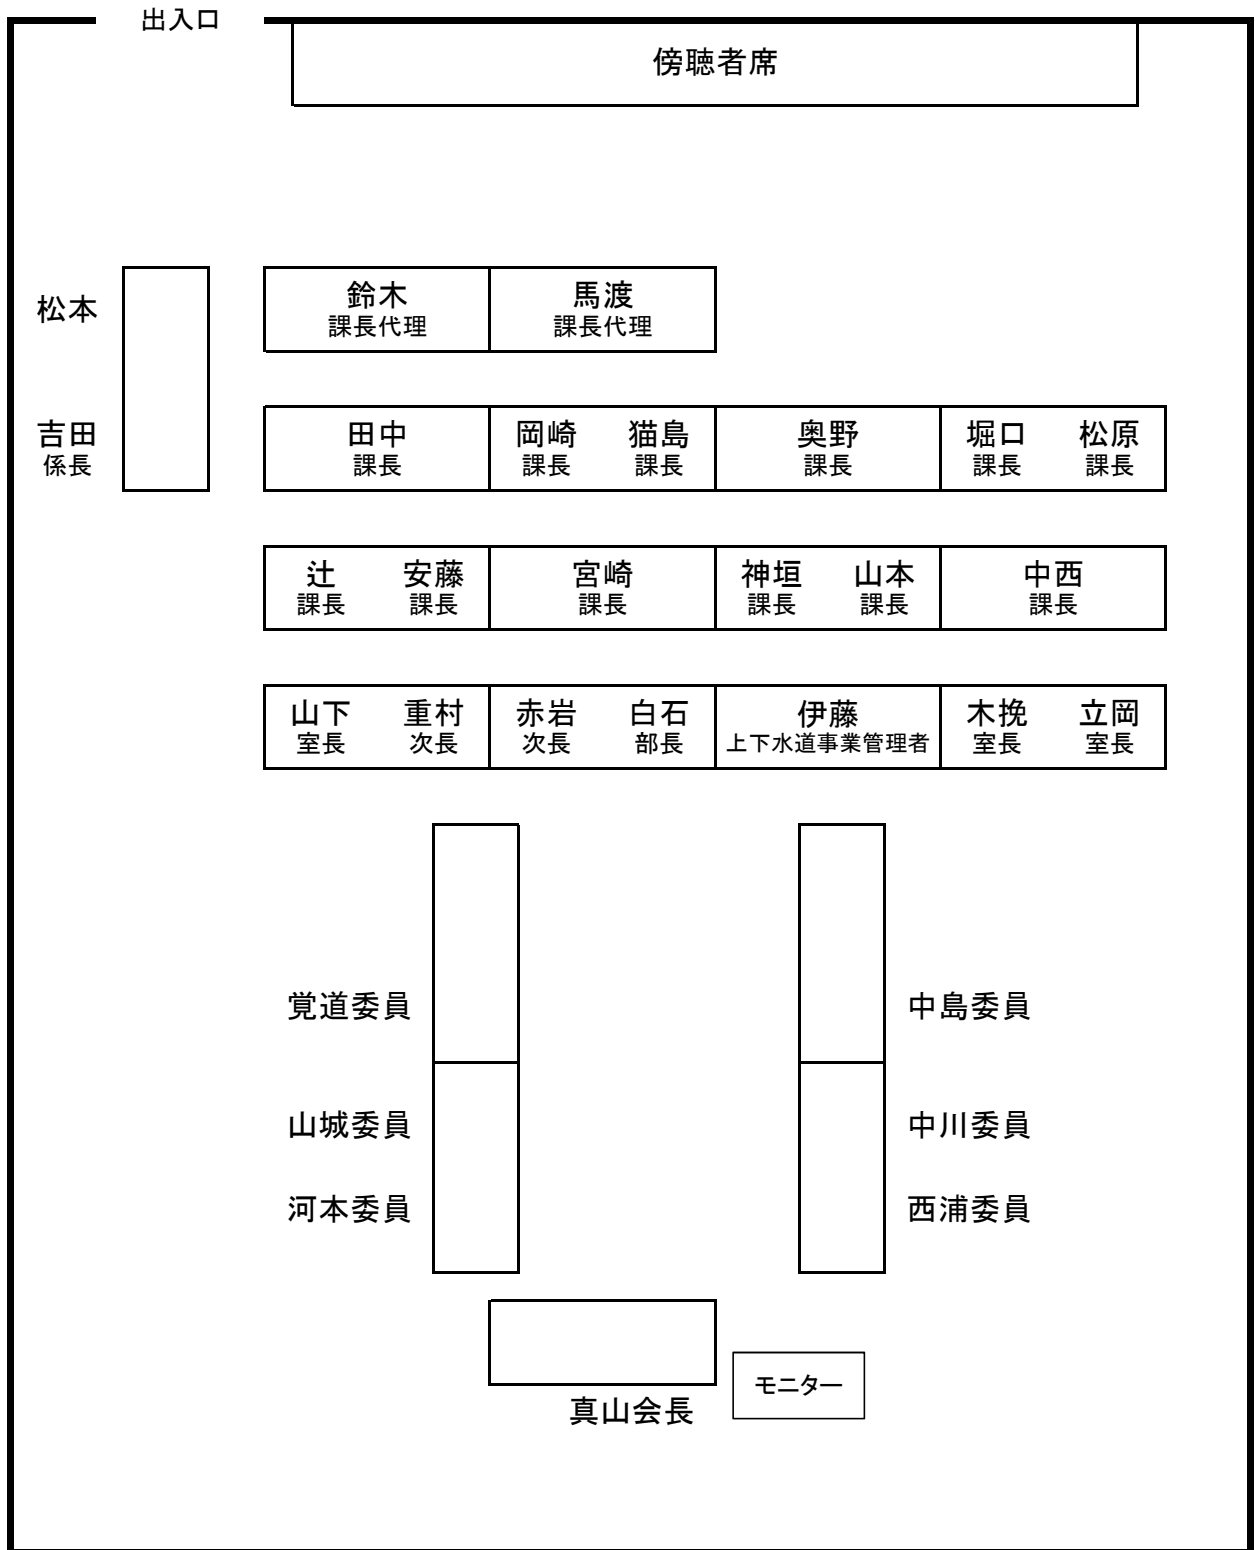 出入口
傍聴者席
松本
鈴木 馬渡
課長代理 課長代理
吉田 田中 岡崎 猫島 奥野 堀口 松原
係長 課長 課長 課長 課長 課長 課長
辻 安藤 宮崎 神垣 山本 中西
課長 課長 課長 課長 課長 課長
山下 重村 赤岩 白石 伊藤 木挽 立岡
室長 次長 次長 部長 上下水道事業管理者 室長 室長
覚道委員 中島委員
山城委員 中川委員
河本委員 西浦委員
モニター
真山会長